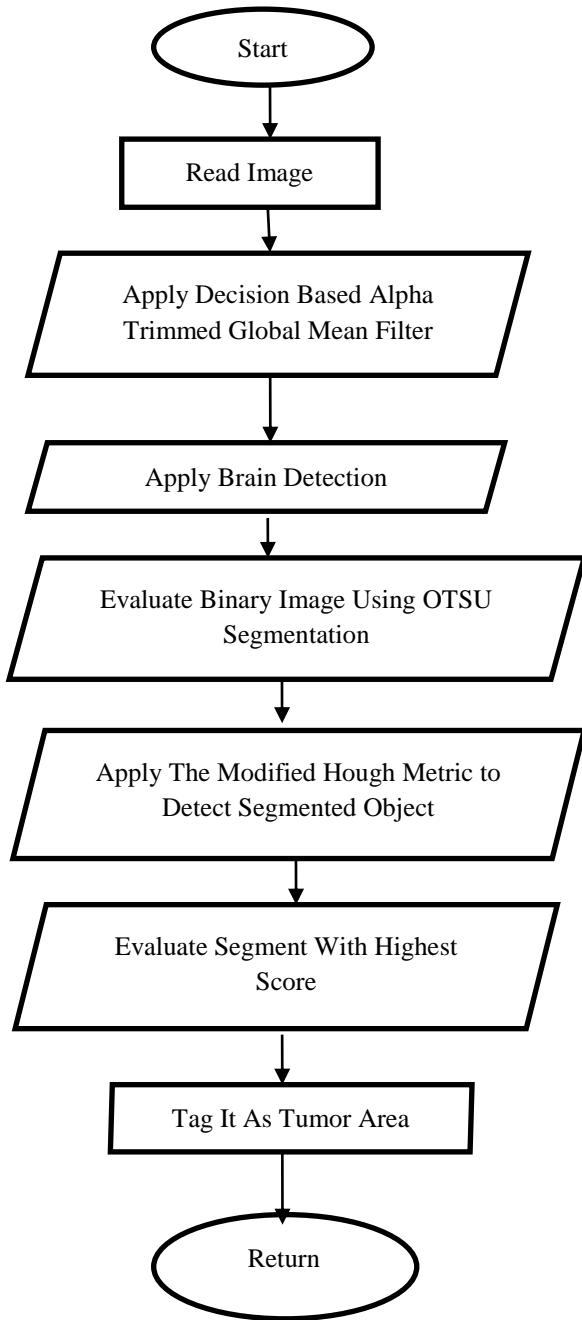 Start
Read Image
Apply Decision Based Alpha
Trimmed Global Mean Filter
Apply Brain Detection
Evaluate Binary Image Using OTSU
Segmentation
Apply The Modified Hough Metric to
Detect Segmented Object
Evaluate Segment With Highest
Score
Tag It As Tumor Area
Return